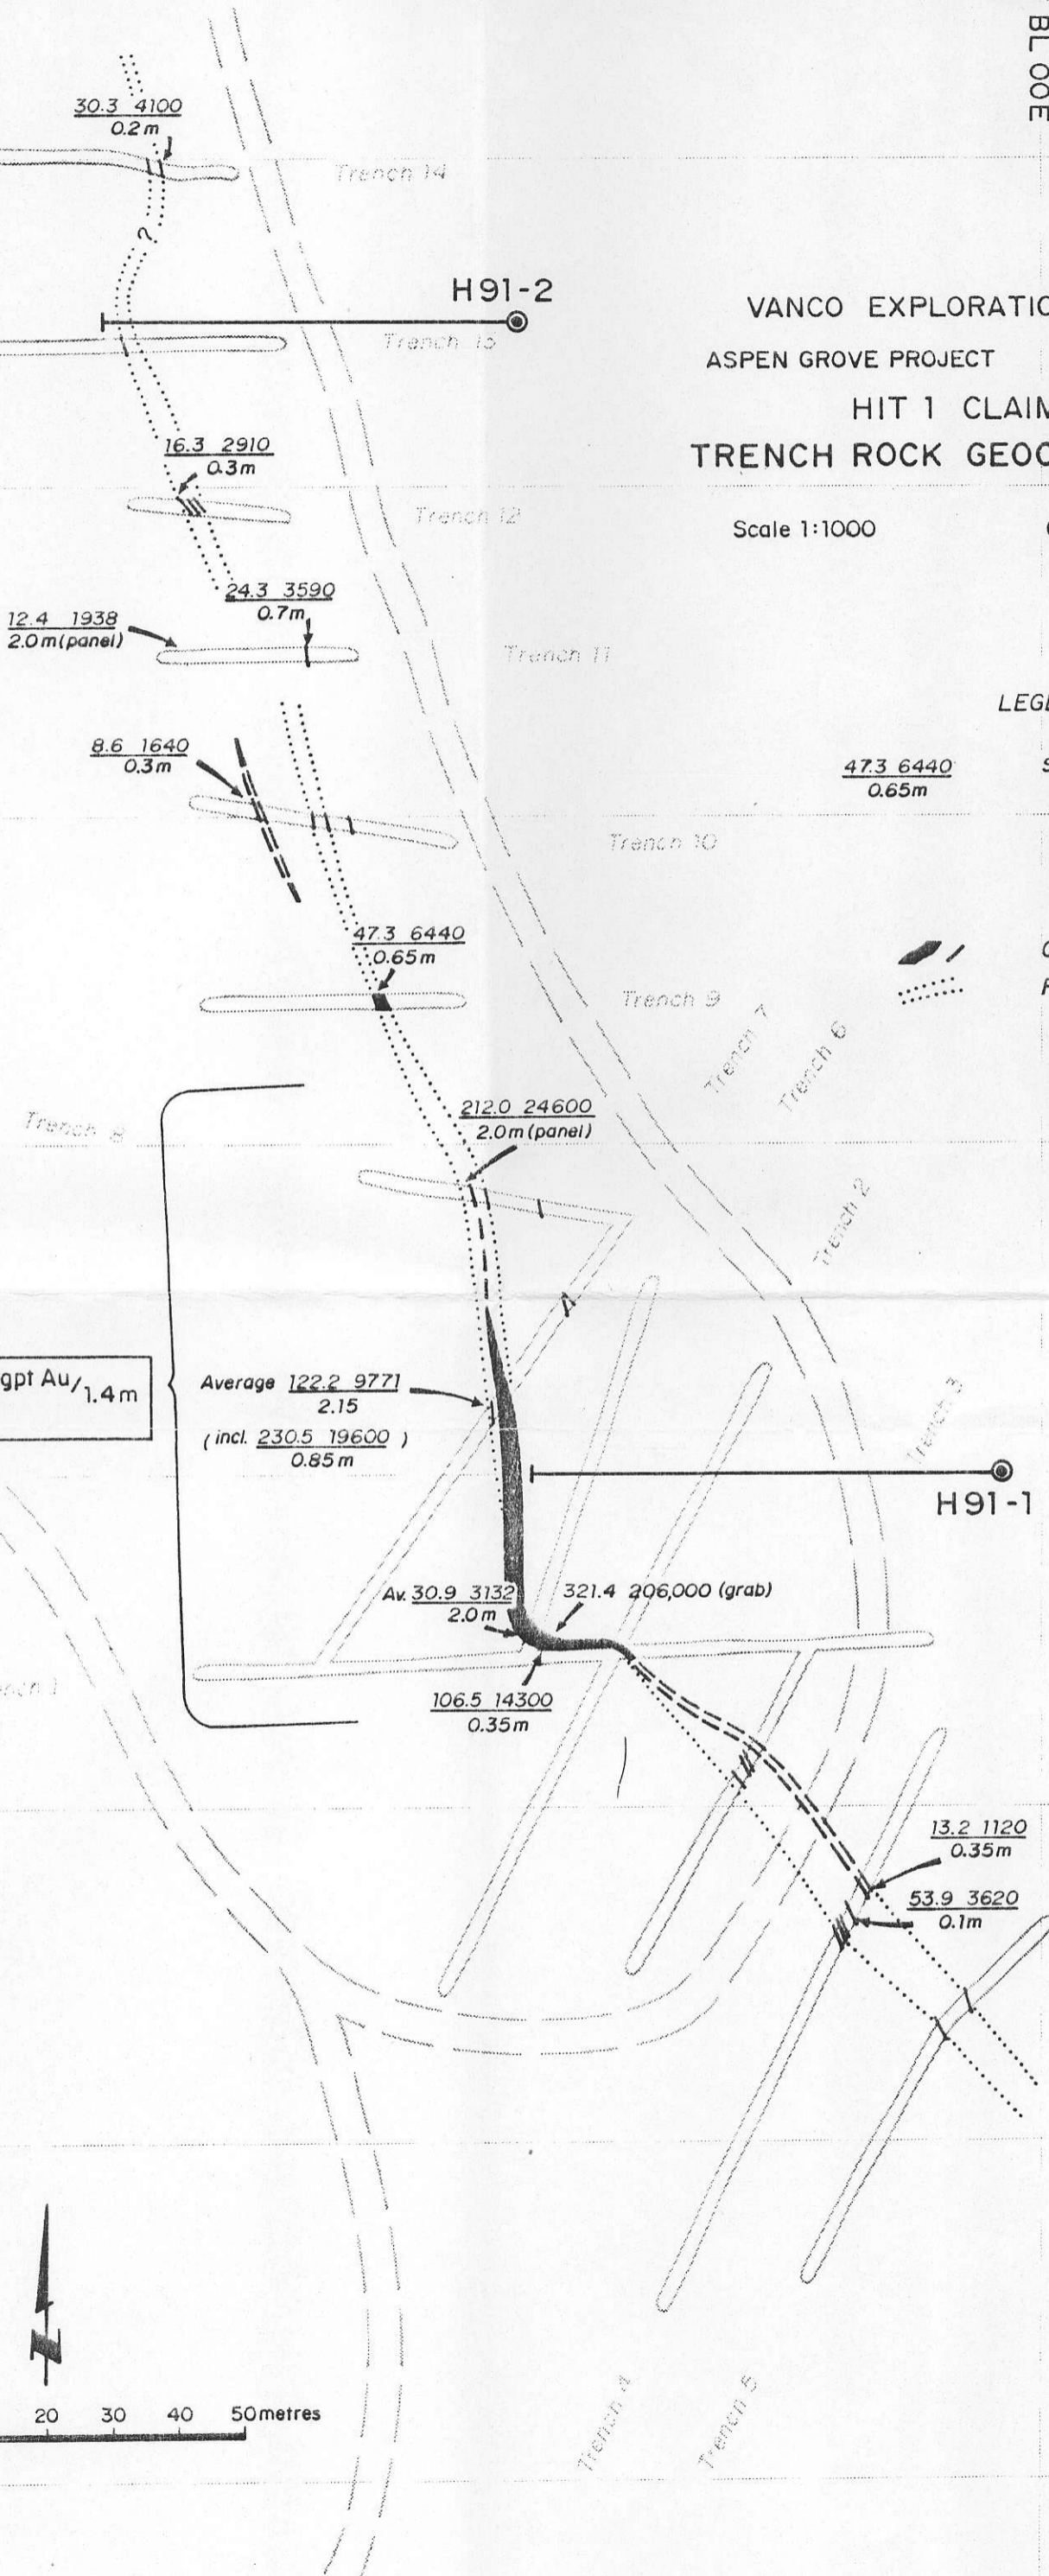 BL 00E
30.3 4100
0.2m
Trench 14
?
H91-2
Trench 13
VANCO EXPLORATIO
ASPEN GROVE PROJECT
HIT 1 CLAIM
TRENCH ROCK GEOC
Scale 1:1000
16.3 2910
0.3m
Trench 12
24.3 3590
0.7m
12.4 1938
2.0m (panel)
Trench 11
LEGE
8.6 1640
0.3m
47.3 6440
0.65m
Trench 10
47.3 6440
0.65m
Trench 9
Trench 7
Trench 6
212.0 24600
2.0m (panel)
Trench 8
Trench 2
gpt Au/1.4m
Average 122.2 9771
2.15
(incl. 230.5 19600 )
0.85m
Trench 3
H91-1
Av. 30.9 3132
2.0m
321.4 206,000 (grab)
106.5 14300
0.35m
ench 1
13.2 1120
0.35m
53.9 3620
0.1m
N
20 30 40 50 metres
Trench 4
Trench 5